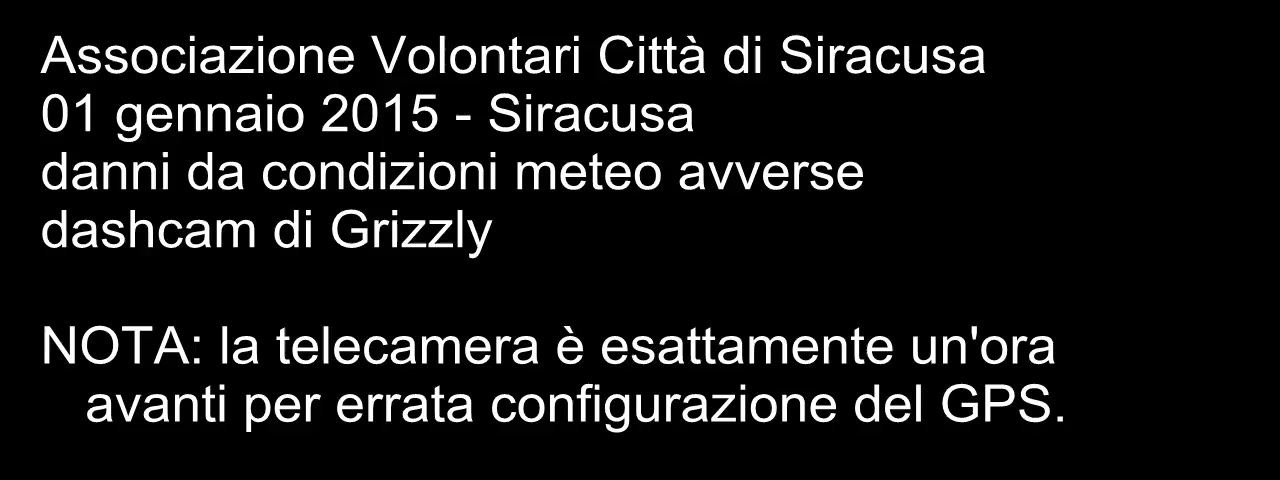 Associazione Volontari Città di Siracusa
01 gennaio 2015 - Siracusa
danni da condizioni meteo avverse
dashcam di Grizzly
NOTA: la telecamera è esattamente un'ora
avanti per errata configurazione del GPS.